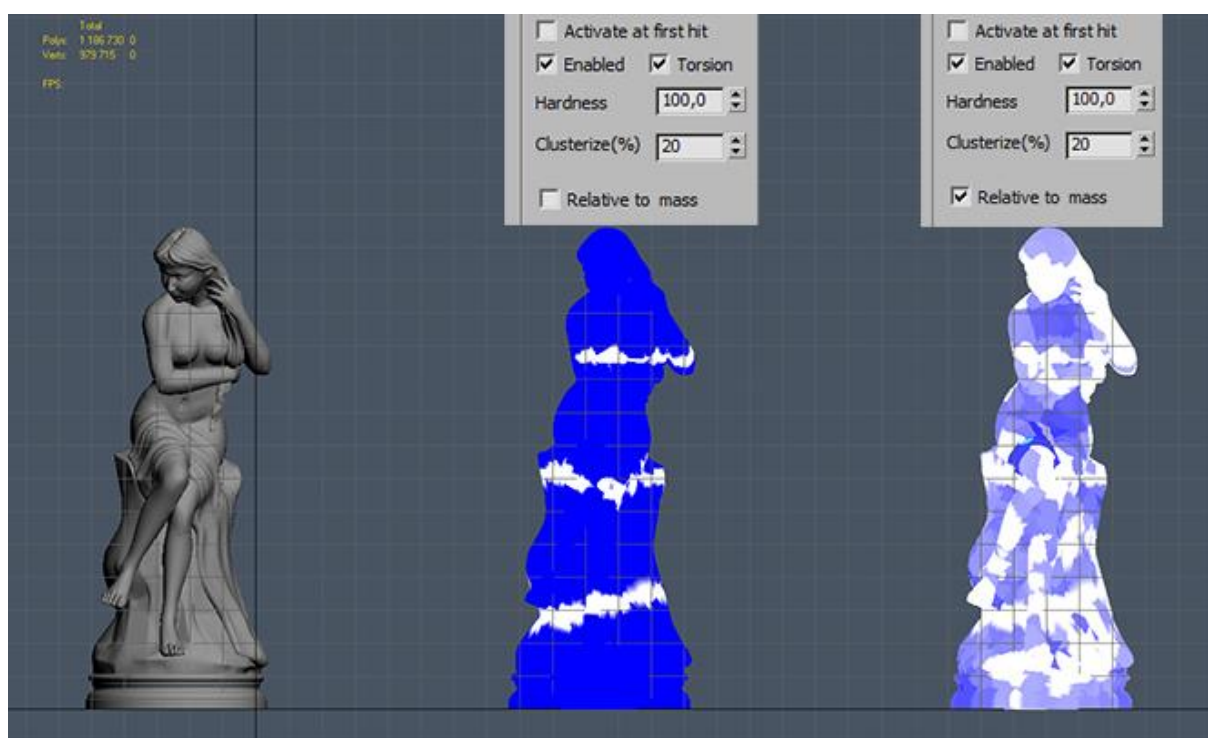 Total
Polys: 1 186 730 0
Verts: 979 715 0
FPS:
Activate at first hit
Enabled Torsion
Hardness 100,0
Clusterize(%) 20
Relative to mass
Activate at first hit
Enabled Torsion
Hardness 100,0
Clusterize(%) 20
Relative to mass